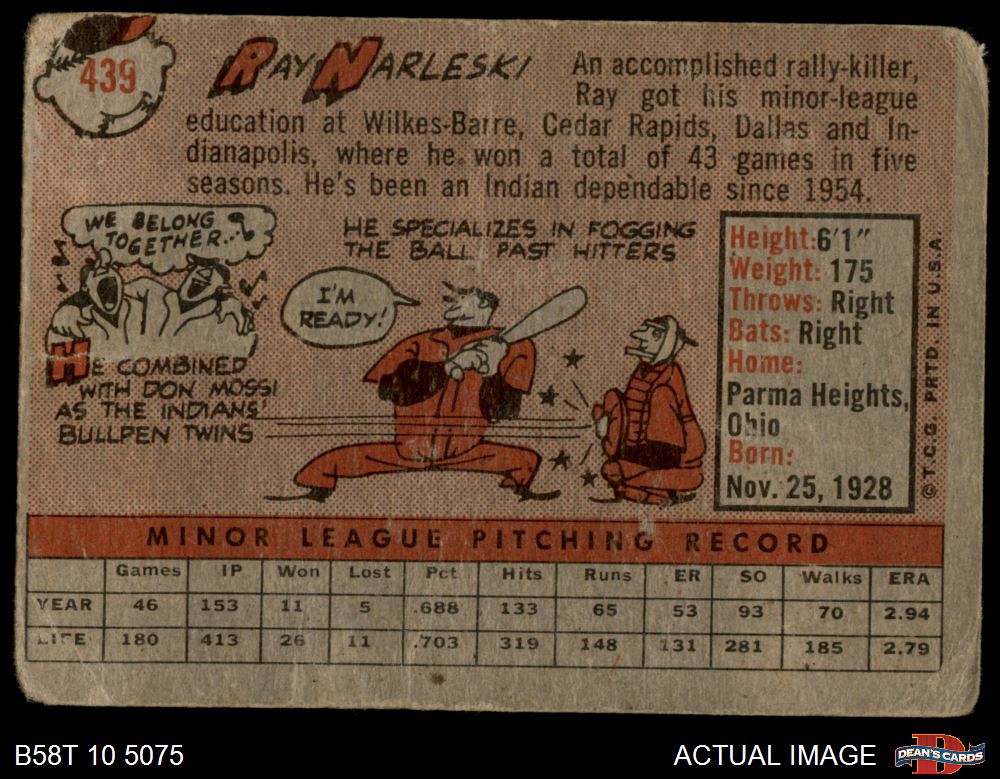 439
RAY NARLESKI
An accomplished rally-killer,
Ray got his minor-league
education at Wilkes-Barre, Cedar Rapids, Dallas and In-
dianapolis, where he won a total of 43 games in five
seasons. He's been an Indian dependable since 1954.
WE BELONG
TOGETHER...
HE COMBINED
WITH DON MOSSI
AS THE INDIANS'
BULLPEN TWINS
HE SPECIALIZES IN FOGGING
THE BALL PAST HITTERS
I'M
READY!
Height: 6'1"
Weight: 175
Throws: Right
Bats: Right
Home:
Parma Heights,
Ohio
Born:
Nov. 25, 1928
© T.C.G. PRTD. IN U.S.A.
MINOR LEAGUE PITCHING RECORD
Games IP Won Lost Pct Hits Runs ER SO Walks ERA
YEAR 46 153 11 5 .688 133 65 53 93 70 2.94
LIFE 180 413 26 11 .703 319 148 131 281 185 2.79
B58T 10 5075
ACTUAL IMAGE
D
DEAN'S CARDS